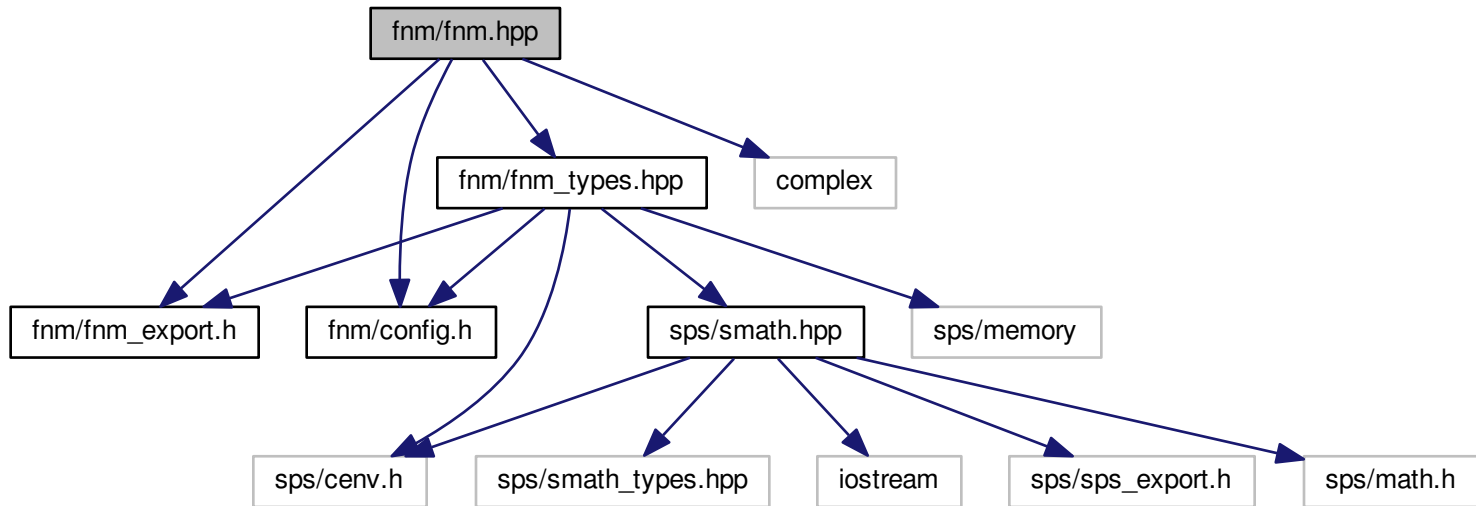 fnm/fnm.hpp
fnm/fnm_types.hpp
complex
fnm/fnm_export.h
fnm/config.h
sps/smath.hpp
sps/memory
sps/cenv.h
sps/smath_types.hpp
iostream
sps/sps_export.h
sps/math.h